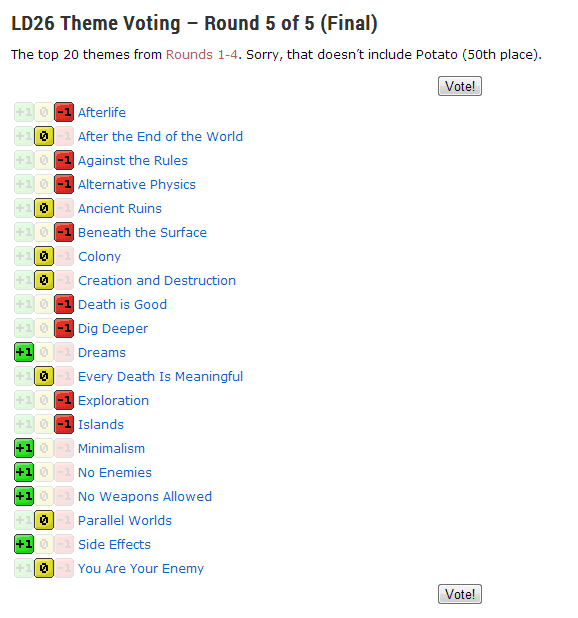 LD26 Theme Voting – Round 5 of 5 (Final)
The top 20 themes from Rounds 1-4. Sorry, that doesn't include Potato (50th place).
Vote!
+1 0 -1 Afterlife
+1 0 -1 After the End of the World
+1 0 -1 Against the Rules
+1 0 -1 Alternative Physics
+1 0 -1 Ancient Ruins
+1 0 -1 Beneath the Surface
+1 0 -1 Colony
+1 0 -1 Creation and Destruction
+1 0 -1 Death is Good
+1 0 -1 Dig Deeper
+1 0 -1 Dreams
+1 0 -1 Every Death Is Meaningful
+1 0 -1 Exploration
+1 0 -1 Islands
+1 0 -1 Minimalism
+1 0 -1 No Enemies
+1 0 -1 No Weapons Allowed
+1 0 -1 Parallel Worlds
+1 0 -1 Side Effects
+1 0 -1 You Are Your Enemy
Vote!